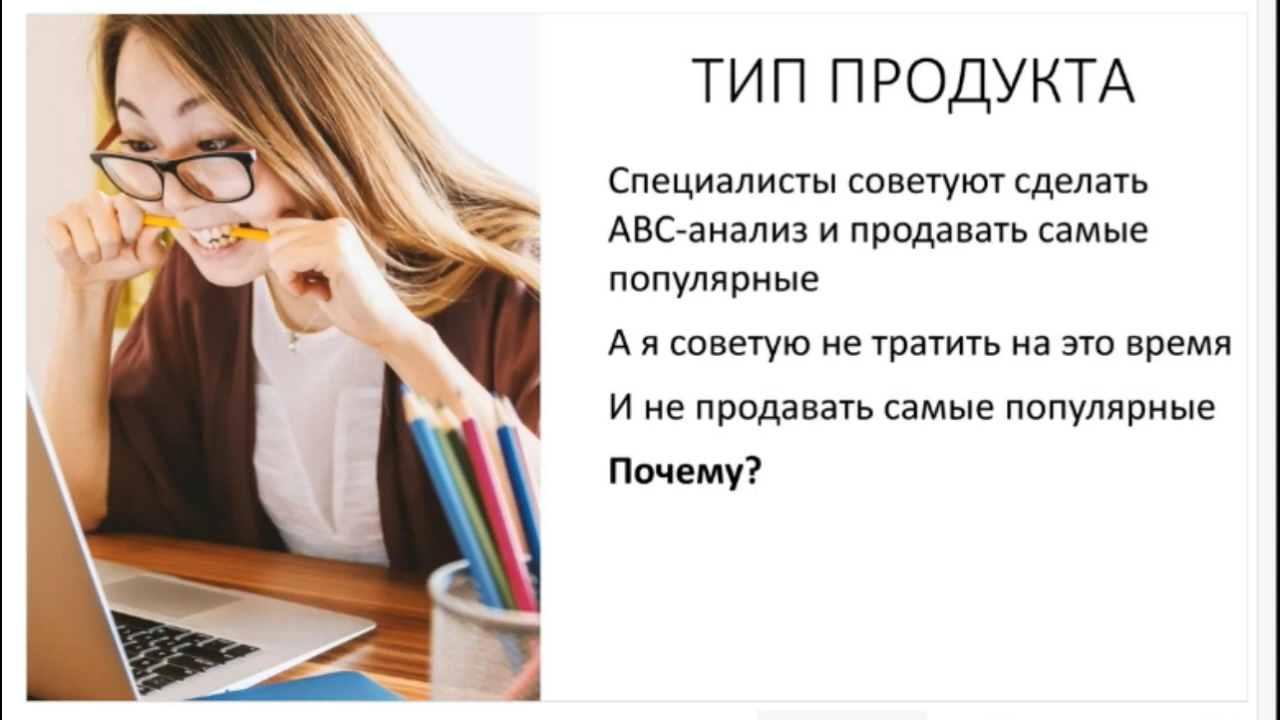 ТИП ПРОДУКТА
Специалисты советуют сделать
АВС-анализ и продавать самые
популярные
А я советую не тратить на это время
И не продавать самые популярные
Почему?